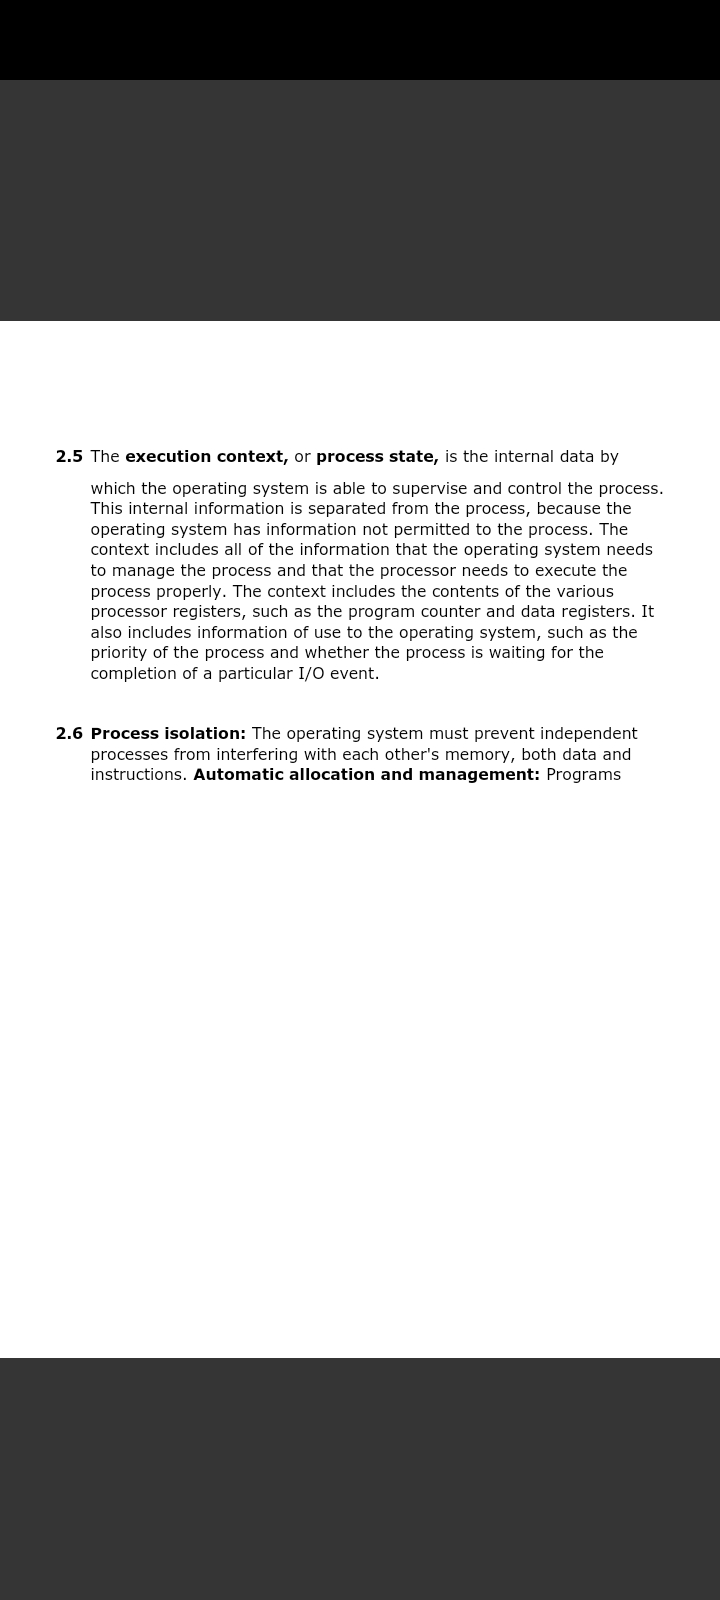 2.5 The execution context, or process state, is the internal data by
which the operating system is able to supervise and control the process.
This internal information is separated from the process, because the
operating system has information not permitted to the process. The
context includes all of the information that the operating system needs
to manage the process and that the processor needs to execute the
process properly. The context includes the contents of the various
processor registers, such as the program counter and data registers. It
also includes information of use to the operating system, such as the
priority of the process and whether the process is waiting for the
completion of a particular I/O event.
2.6 Process isolation: The operating system must prevent independent
processes from interfering with each other's memory, both data and
instructions. Automatic allocation and management: Programs